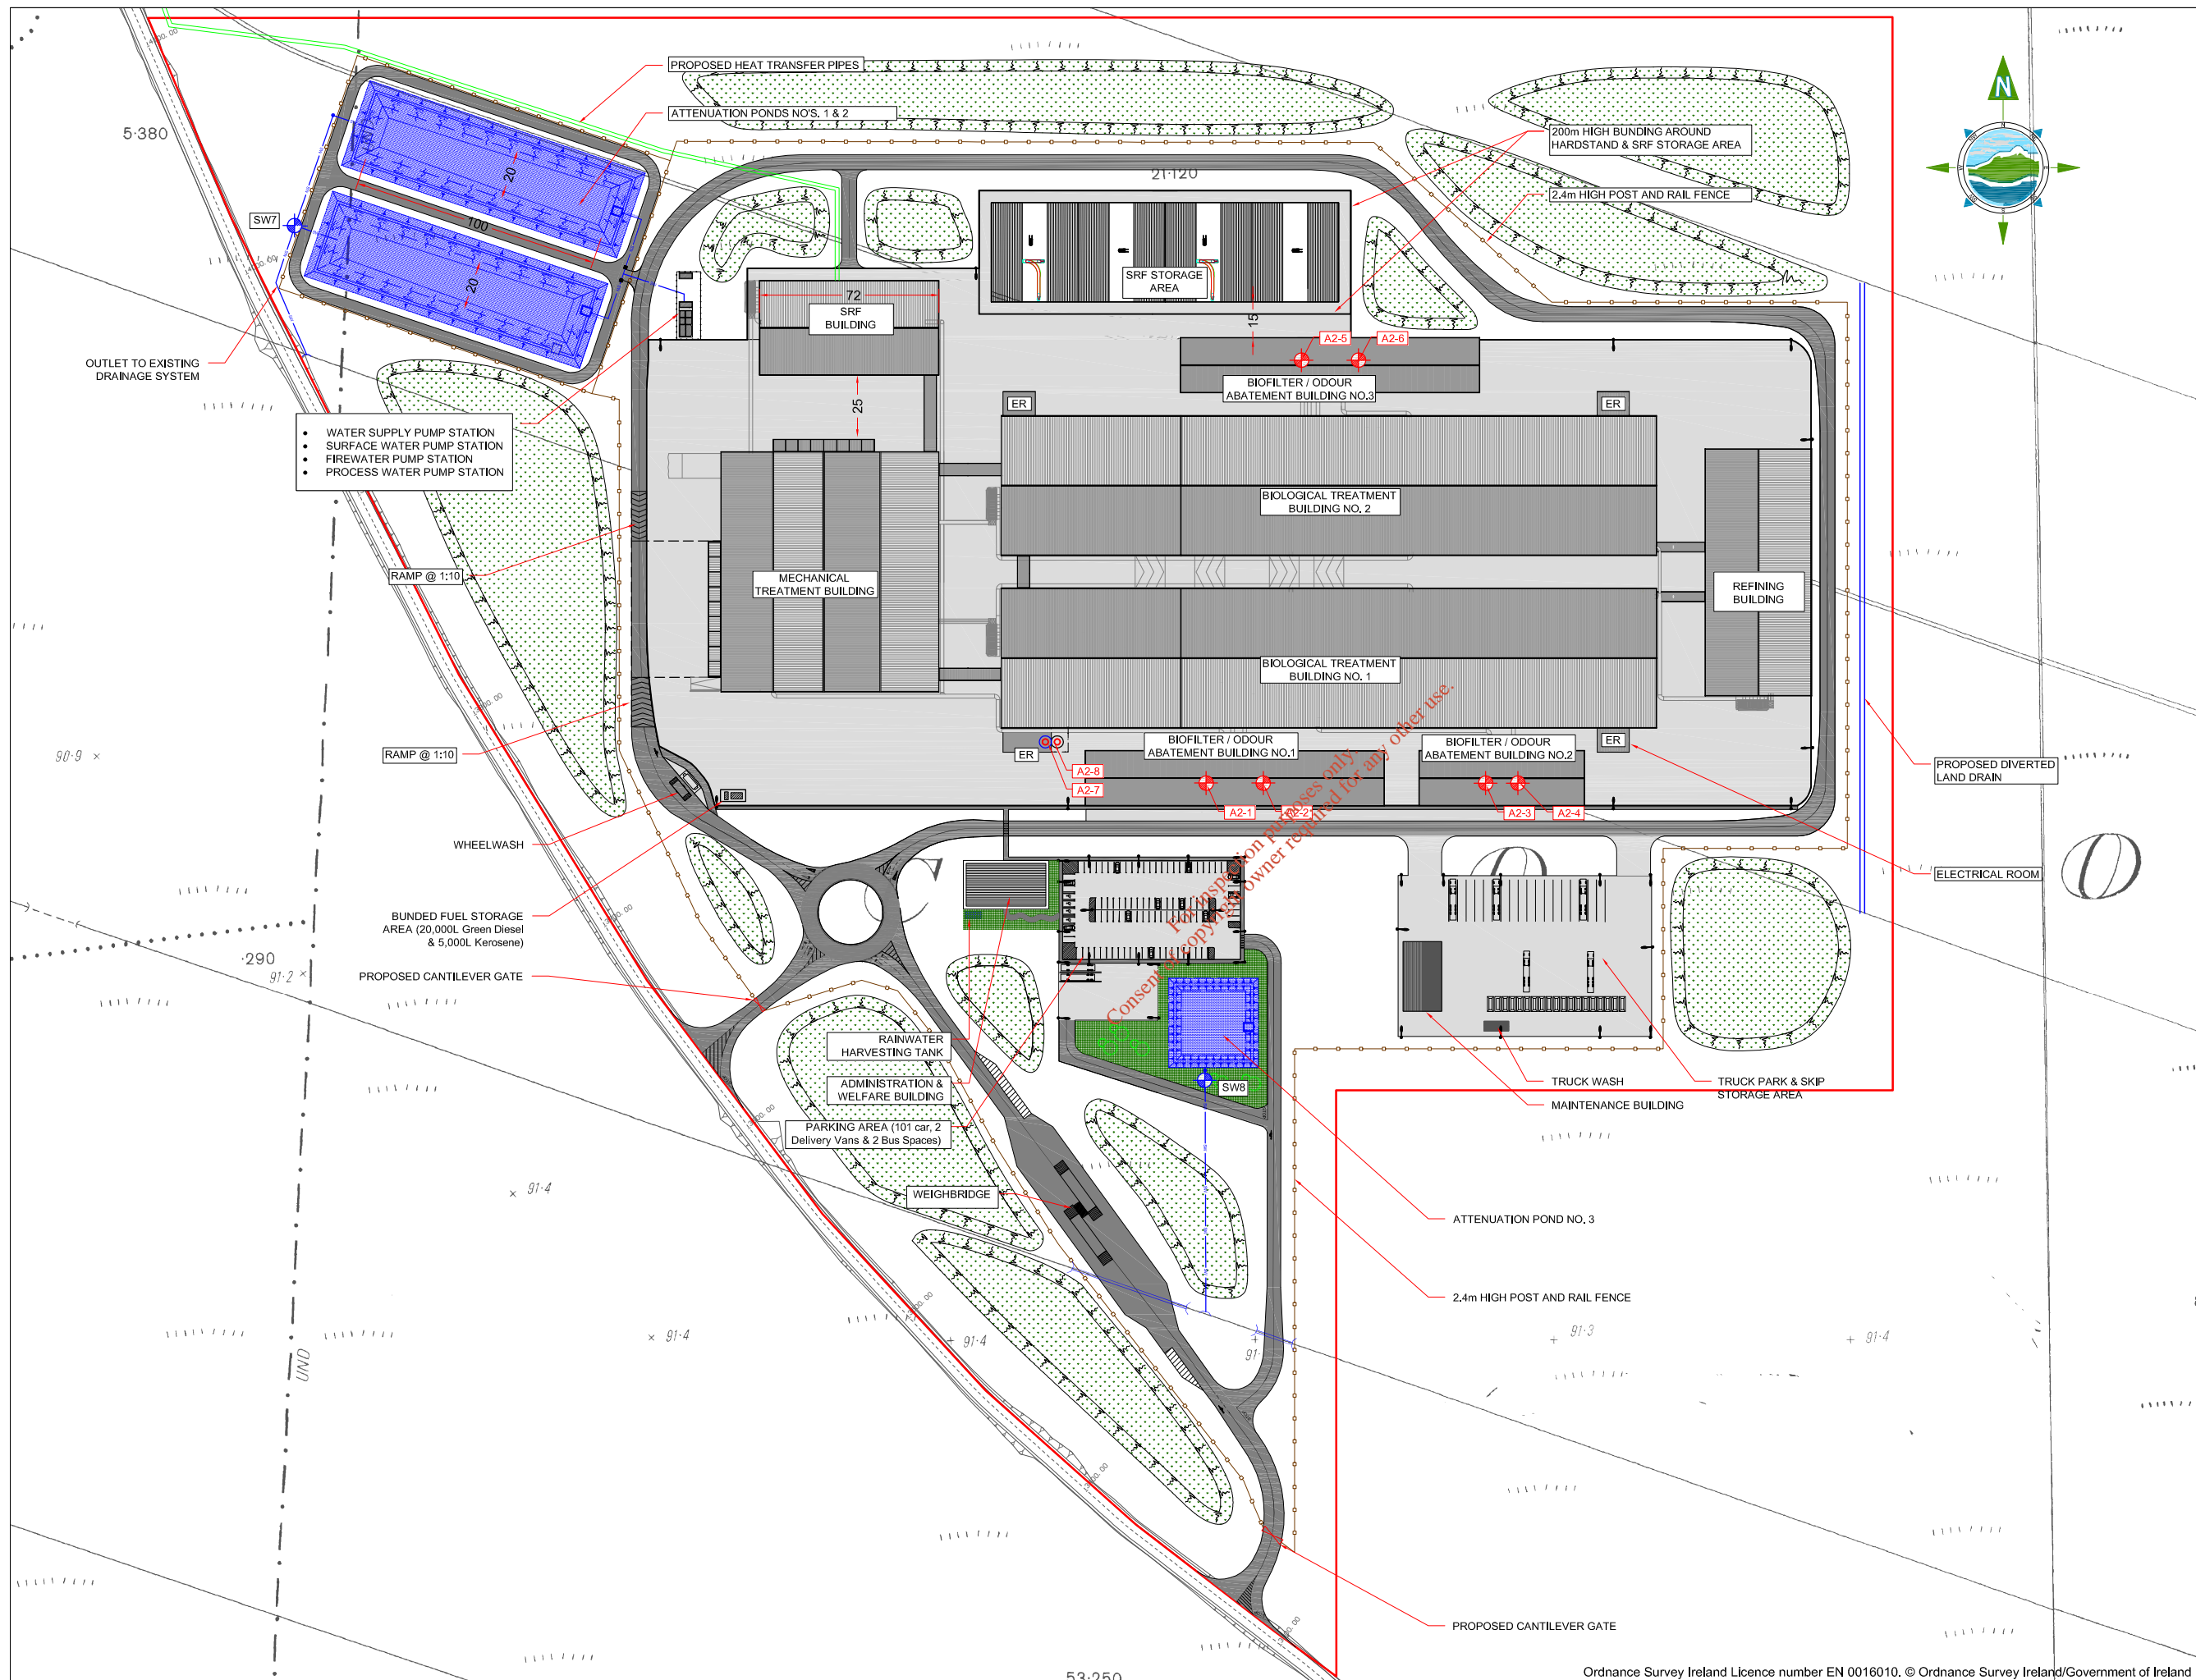 PROPOSED HEAT TRANSFER PIPES
ATTENUATION PONDS NO'S. 1 & 2
N
200m HIGH BUNDING AROUND
HARDSTAND & SRF STORAGE AREA
2.4m HIGH POST AND RAIL FENCE
5·380
21·120
20
100
20
SW7
OUTLET TO EXISTING
DRAINAGE SYSTEM
72
SRF
BUILDING
SRF STORAGE
AREA
15
A2-5
A2-6
BIOFILTER / ODOUR
ABATEMENT BUILDING NO.3
25
ER
ER
• WATER SUPPLY PUMP STATION
• SURFACE WATER PUMP STATION
• FIREWATER PUMP STATION
• PROCESS WATER PUMP STATION
BIOLOGICAL TREATMENT
BUILDING NO. 2
RAMP @ 1:10
MECHANICAL
TREATMENT BUILDING
REFINING
BUILDING
BIOLOGICAL TREATMENT
BUILDING NO. 1
RAMP @ 1:10
90·9
ER
BIOFILTER / ODOUR
ABATEMENT BUILDING NO.1
BIOFILTER / ODOUR
ABATEMENT BUILDING NO.2
ER
A2-8
A2-7
A2-1
A2-2
A2-3
A2-4
PROPOSED DIVERTED
LAND DRAIN
WHEELWASH
ELECTRICAL ROOM
C
O
O
BUNDED FUEL STORAGE
AREA (20,000L Green Diesel
& 5,000L Kerosene)
·290
91·2
PROPOSED CANTILEVER GATE
For inspection purposes only.
Consent of copyright owner required for any other use.
RAINWATER
HARVESTING TANK
ADMINISTRATION &
WELFARE BUILDING
PARKING AREA (101 car, 2
Delivery Vans & 2 Bus Spaces)
SW8
TRUCK WASH
MAINTENANCE BUILDING
TRUCK PARK & SKIP
STORAGE AREA
WEIGHBRIDGE
91·4
ATTENUATION POND NO. 3
2.4m HIGH POST AND RAIL FENCE
UND
91·4
91·4
91·
91·3
91·4
PROPOSED CANTILEVER GATE
53·250
Ordnance Survey Ireland Licence number EN 0016010. © Ordnance Survey Ireland/Government of Ireland